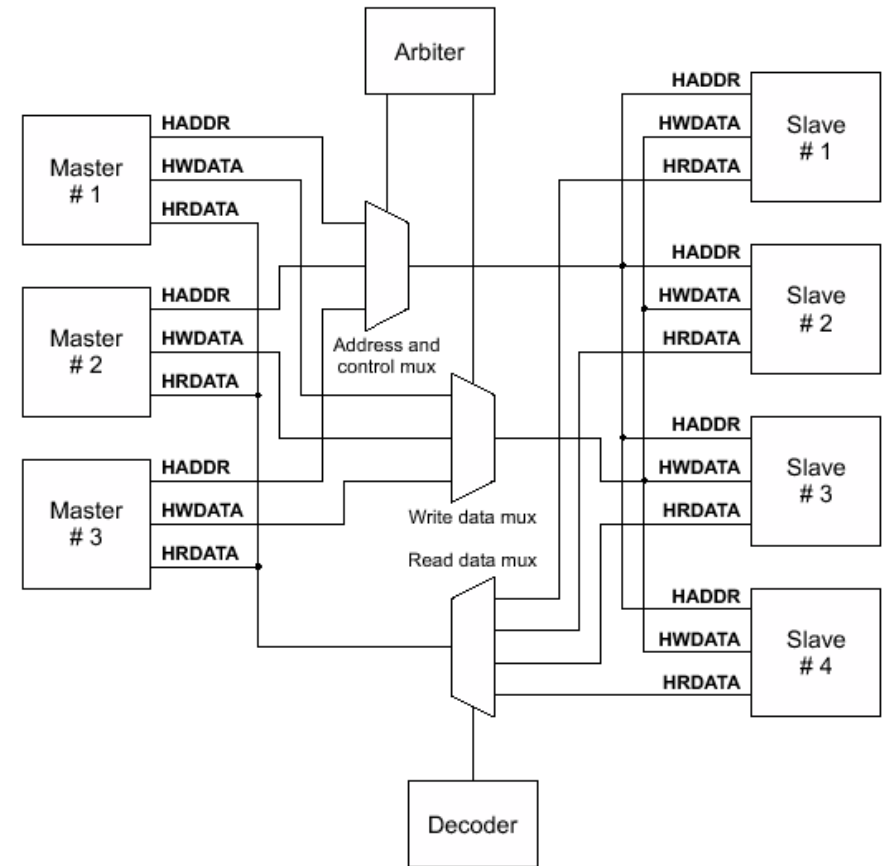 Arbiter
HADDR
HWDATA
HRDATA
Master
# 1
HADDR
HWDATA
HRDATA
Master
# 2
HADDR
HWDATA
HRDATA
Master
# 3
Address and
control mux
Write data mux
Read data mux
HADDR
HWDATA
HRDATA
Slave
# 1
HADDR
HWDATA
HRDATA
Slave
# 2
HADDR
HWDATA
HRDATA
Slave
# 3
HADDR
HWDATA
HRDATA
Slave
# 4
Decoder